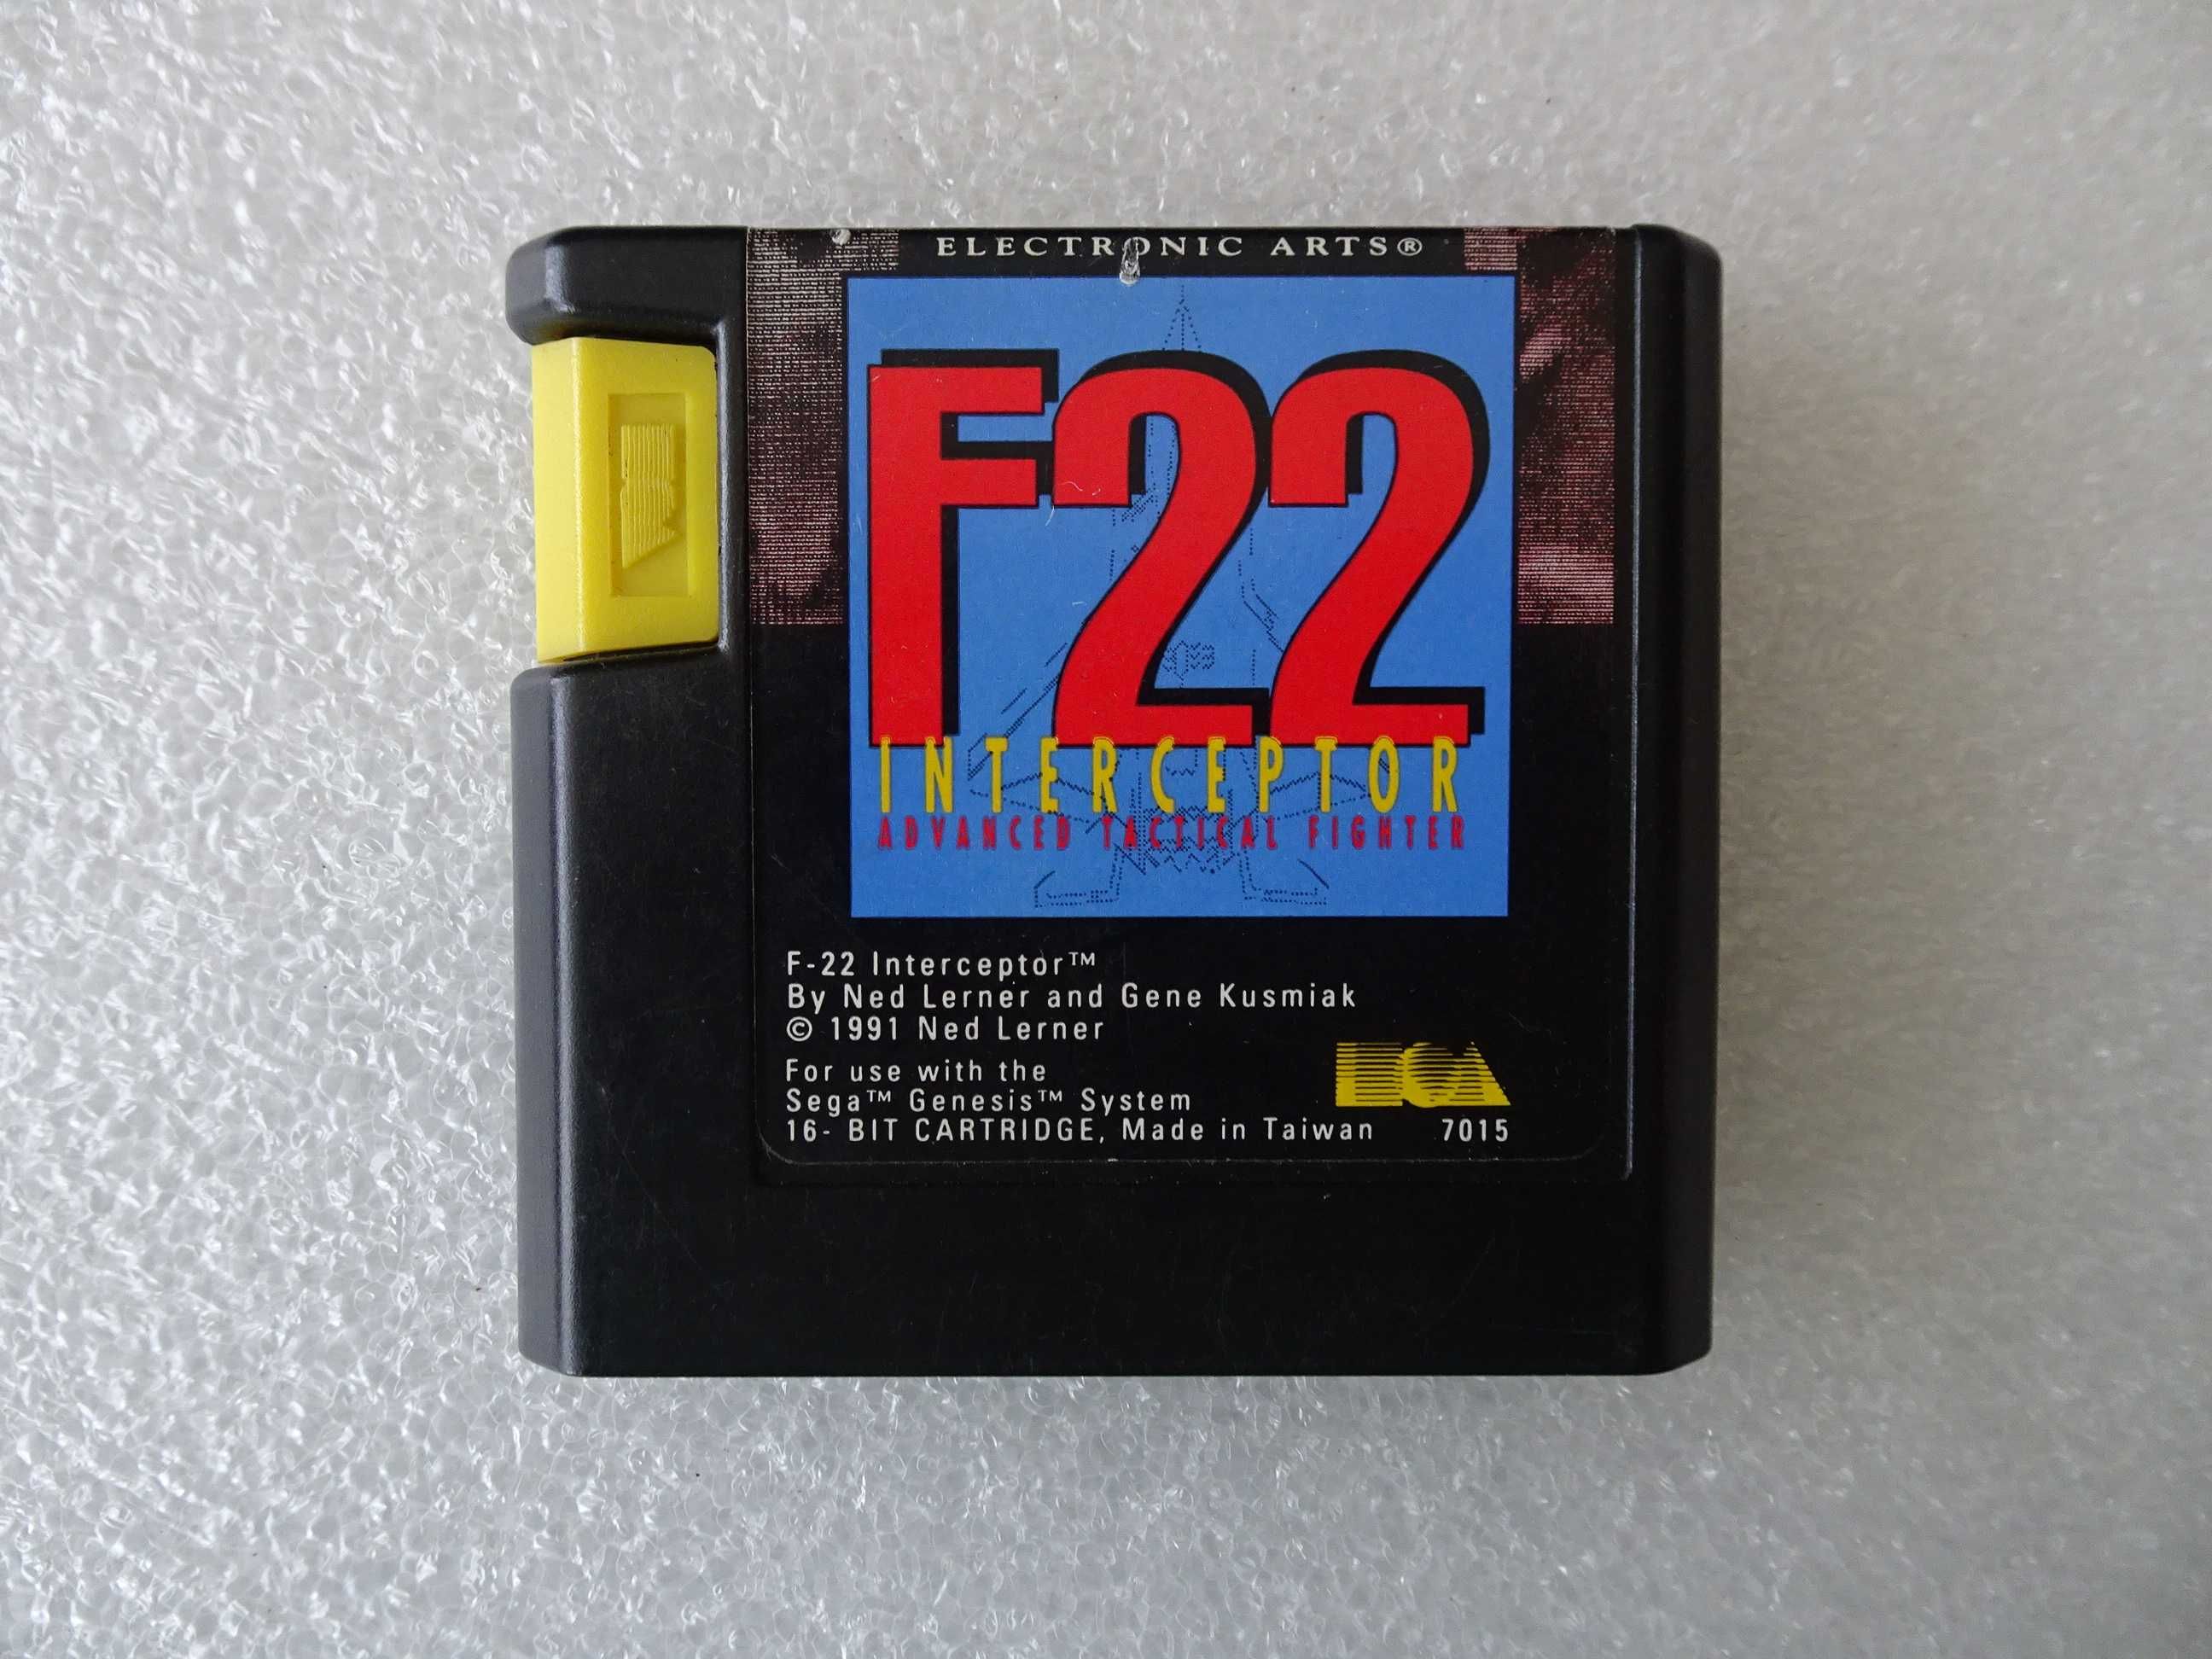 ELECTRONIC ARTS®
F22
INTERCEPTOR
ADVANCED TACTICAL FIGHTER
F-22 Interceptor™
By Ned Lerner and Gene Kusmiak
© 1991 Ned Lerner
For use with the
Sega™ Genesis™ System
EA
16- BIT CARTRIDGE, Made in Taiwan 7015